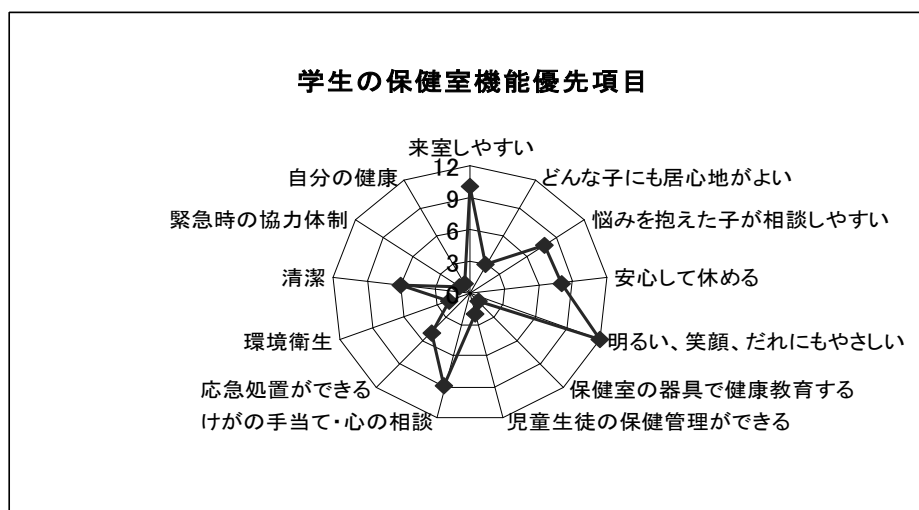 学生の保健室機能優先項目
来室しやすい
どんな子にも居心地がよい
悩みを抱えた子が相談しやすい
安心して休める
明るい、笑顔、だれにもやさしい
保健室の器具で健康教育する
児童生徒の保健管理ができる
けがの手当て・心の相談
応急処置ができる
環境衛生
清潔
緊急時の協力体制
自分の健康
12
9
6
3
0